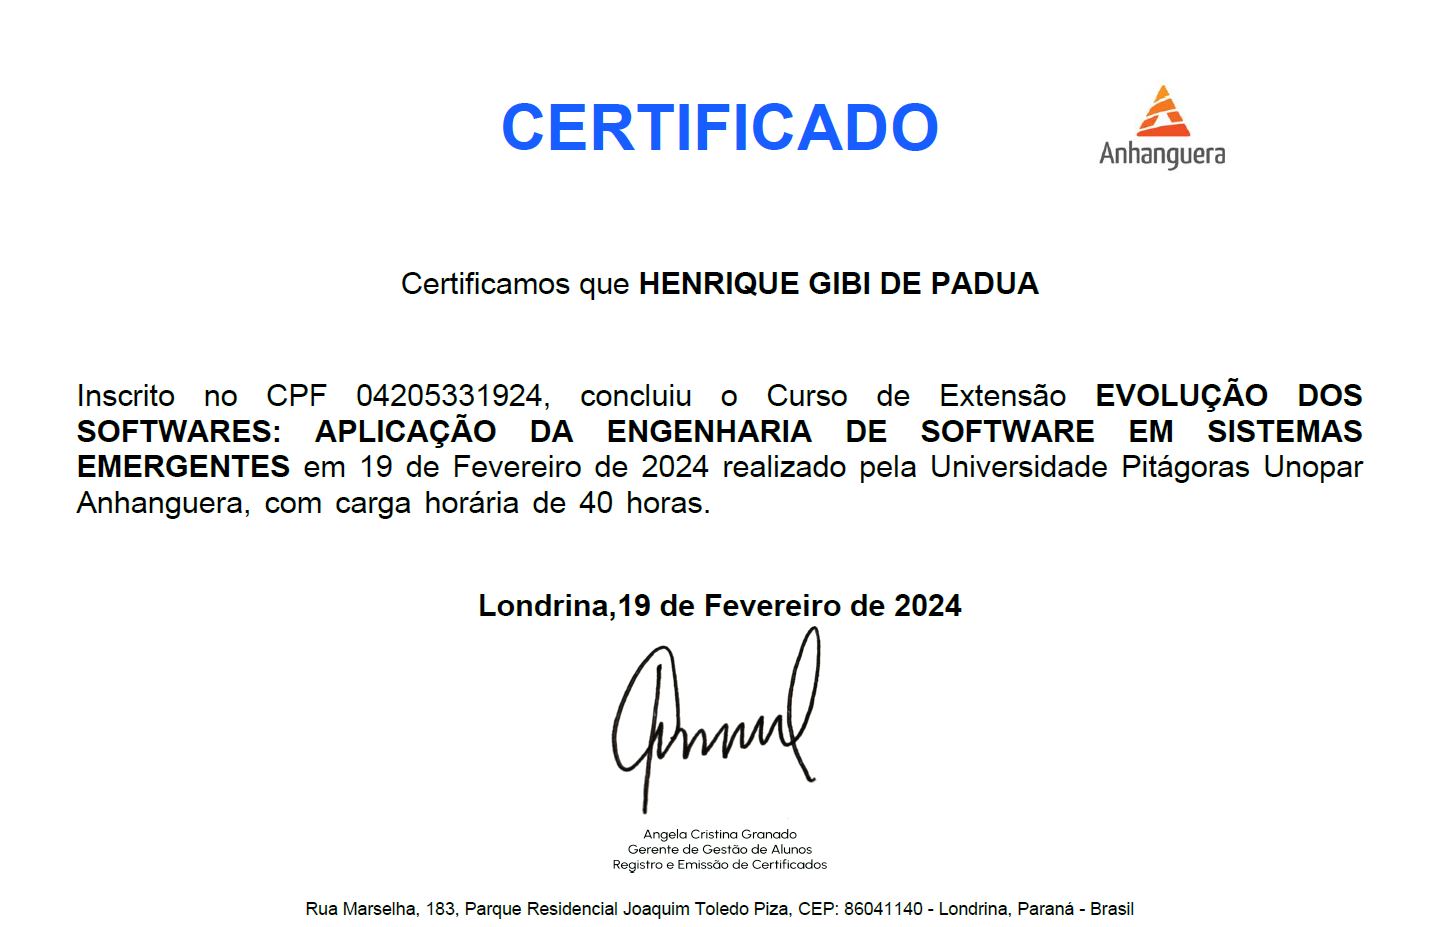 CERTIFICADO
Anhanguera
Certificamos que HENRIQUE GIBI DE PADUA
Inscrito no CPF 04205331924, concluiu o Curso de Extensão EVOLUÇÃO DOS
SOFTWARES: APLICAÇÃO DA ENGENHARIA DE SOFTWARE EM SISTEMAS
EMERGENTES em 19 de Fevereiro de 2024 realizado pela Universidade Pitágoras Unopar
Anhanguera, com carga horária de 40 horas.
Londrina,19 de Fevereiro de 2024
Angela Cristina Granado
Gerente de Gestão de Alunos
Registro e Emissão de Certificados
Rua Marselha, 183, Parque Residencial Joaquim Toledo Piza, CEP: 86041140 - Londrina, Paraná - Brasil